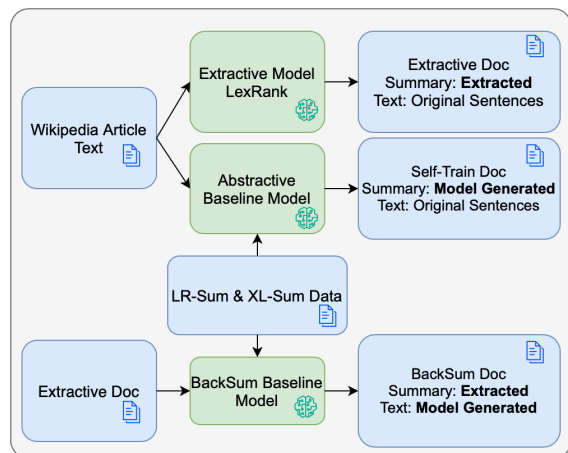 Extractive Model
LexRank
Extractive Doc
Summary: Extracted
Text: Original Sentences
Wikipedia Article
Text
Abstractive
Baseline Model
Self-Train Doc
Summary: Model Generated
Text: Original Sentences
LR-Sum & XL-Sum Data
Extractive Doc
BackSum Baseline
Model
BackSum Doc
Summary: Extracted
Text: Model Generated